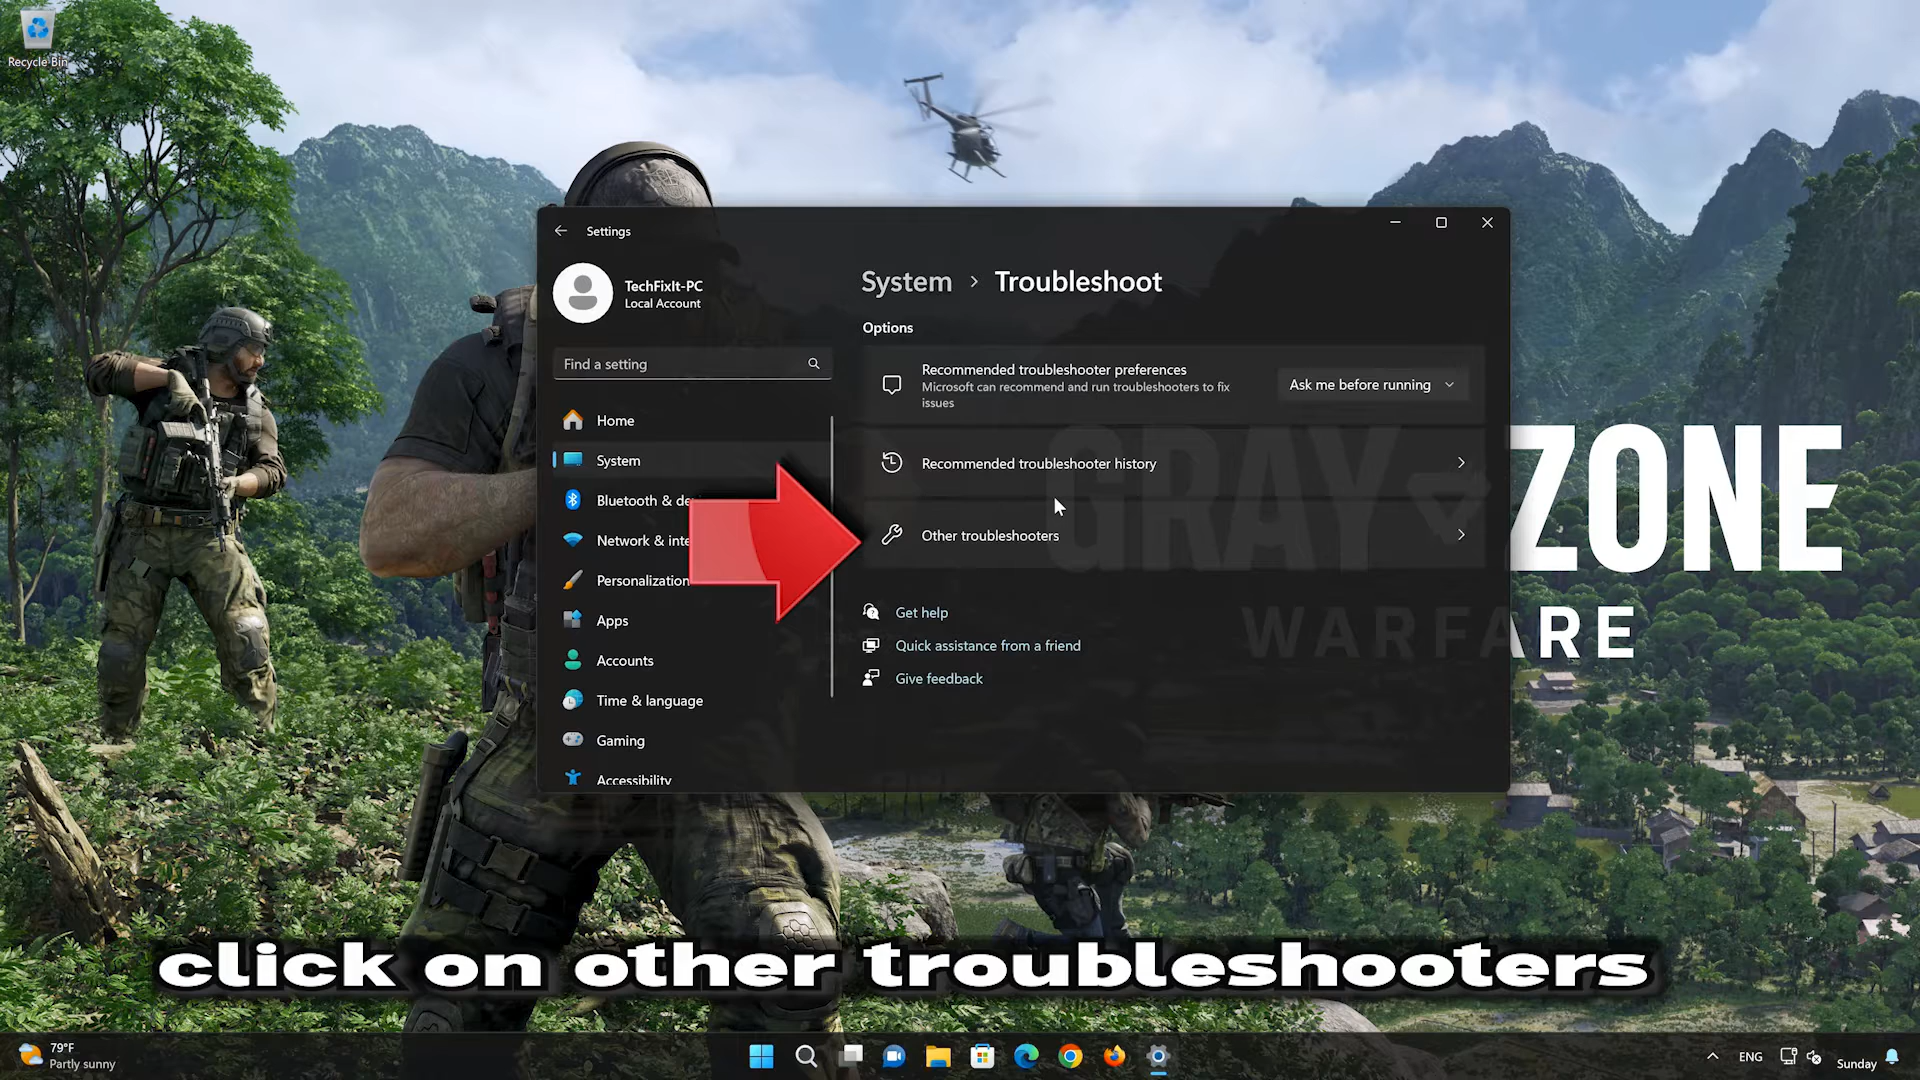 Recycle Bin
Settings
TechFixIt-PC
Local Account
Find a setting
Home
System
Bluetooth & de
Network & inte
Personalization
Apps
Accounts
Time & language
Gaming
Accessibility
System > Troubleshoot
Options
Recommended troubleshooter preferences
Microsoft can recommend and run troubleshooters to fix
issues
Ask me before running
Recommended troubleshooter history
Other troubleshooters
Get help
Quick assistance from a friend
Give feedback
GRAY ZONE
WARFARE
click on other troubleshooters
79°F
Partly sunny
ENG
Sunday